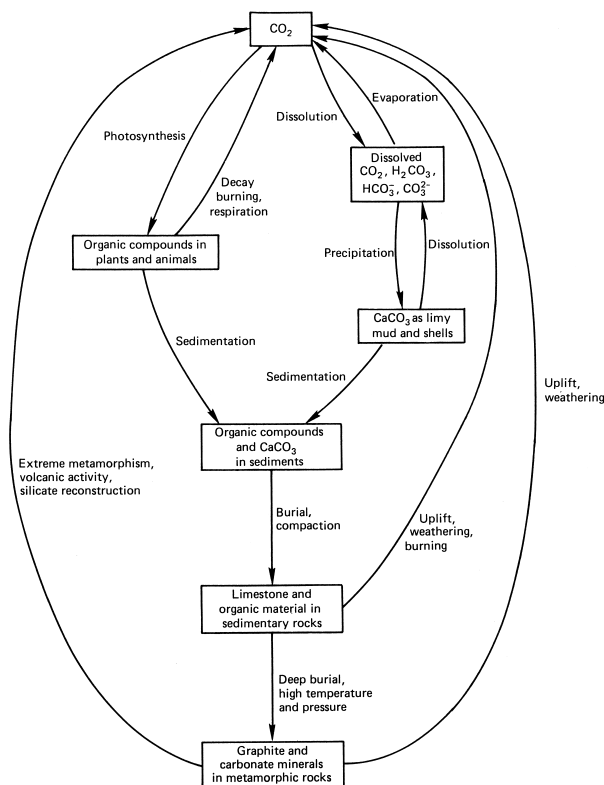 CO₂
Evaporation
Dissolution
Photosynthesis
Dissolved
CO₂, H₂CO₃,
HCO₃⁻, CO₃²⁻
Decay
burning,
respiration
Organic compounds in
plants and animals
Precipitation
Dissolution
CaCO₃ as limy
mud and shells
Sedimentation
Sedimentation
Uplift,
weathering
Organic compounds
and CaCO₃
in sediments
Extreme metamorphism,
volcanic activity,
silicate reconstruction
Burial,
compaction
Uplift,
weathering,
burning
Limestone and
organic material in
sedimentary rocks
Deep burial,
high temperature
and pressure
Graphite and
carbonate minerals
in metamorphic rocks